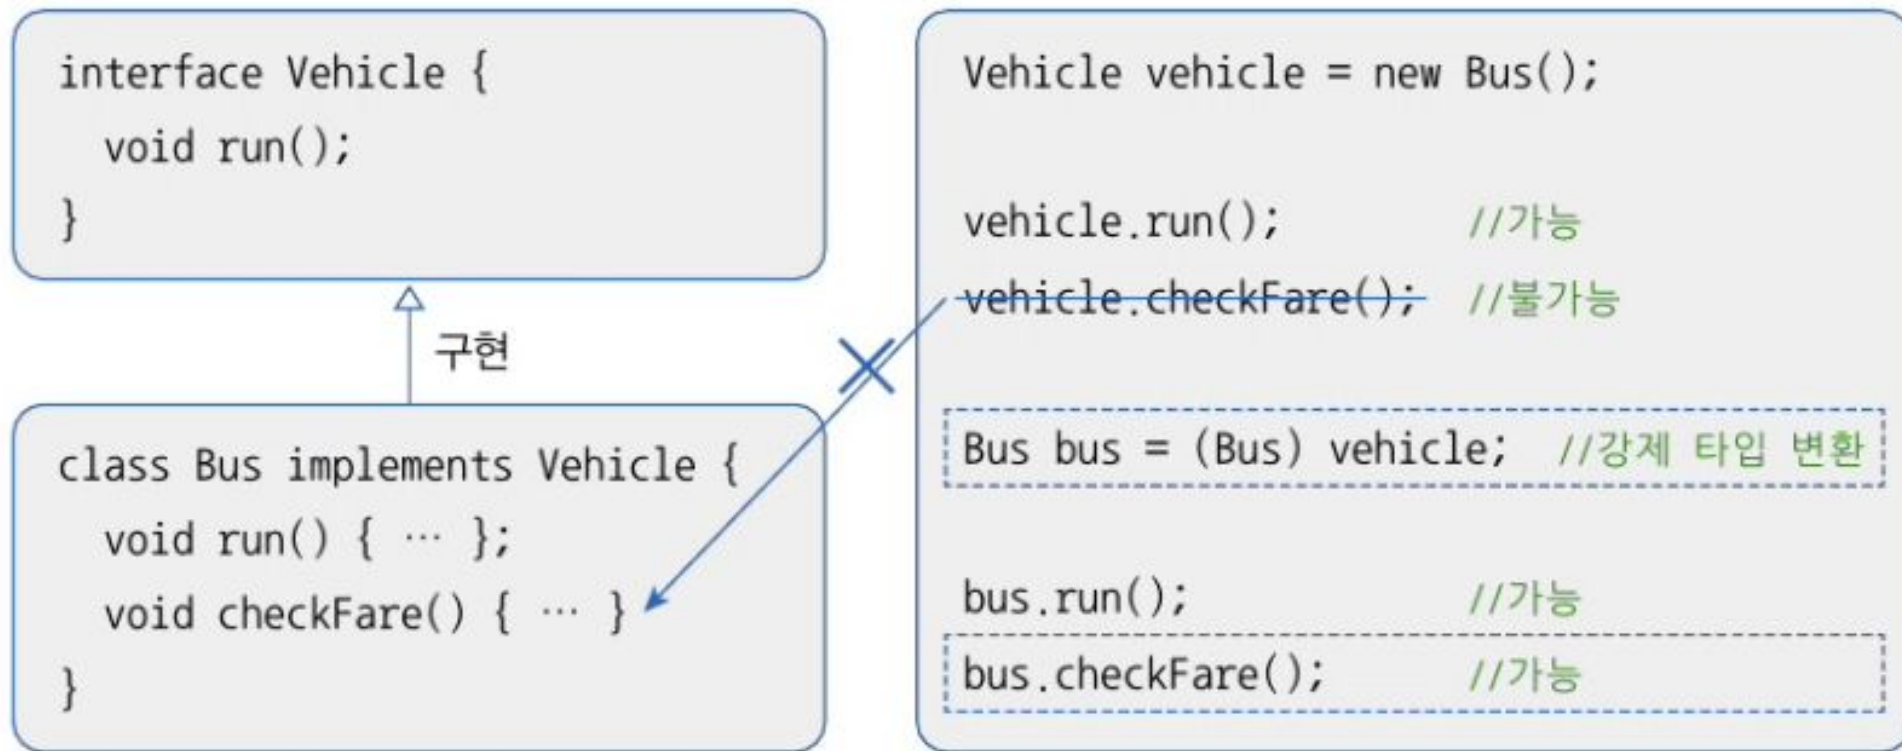 interface Vehicle {
void run();
}
구현
class Bus implements Vehicle {
void run() { … };
void checkFare() { … }
}
Vehicle vehicle = new Bus();
vehicle.run(); //가능
vehicle.checkFare(); //불가능
Bus bus = (Bus) vehicle; //강제 타입 변환
bus.run(); //가능
bus.checkFare(); //가능